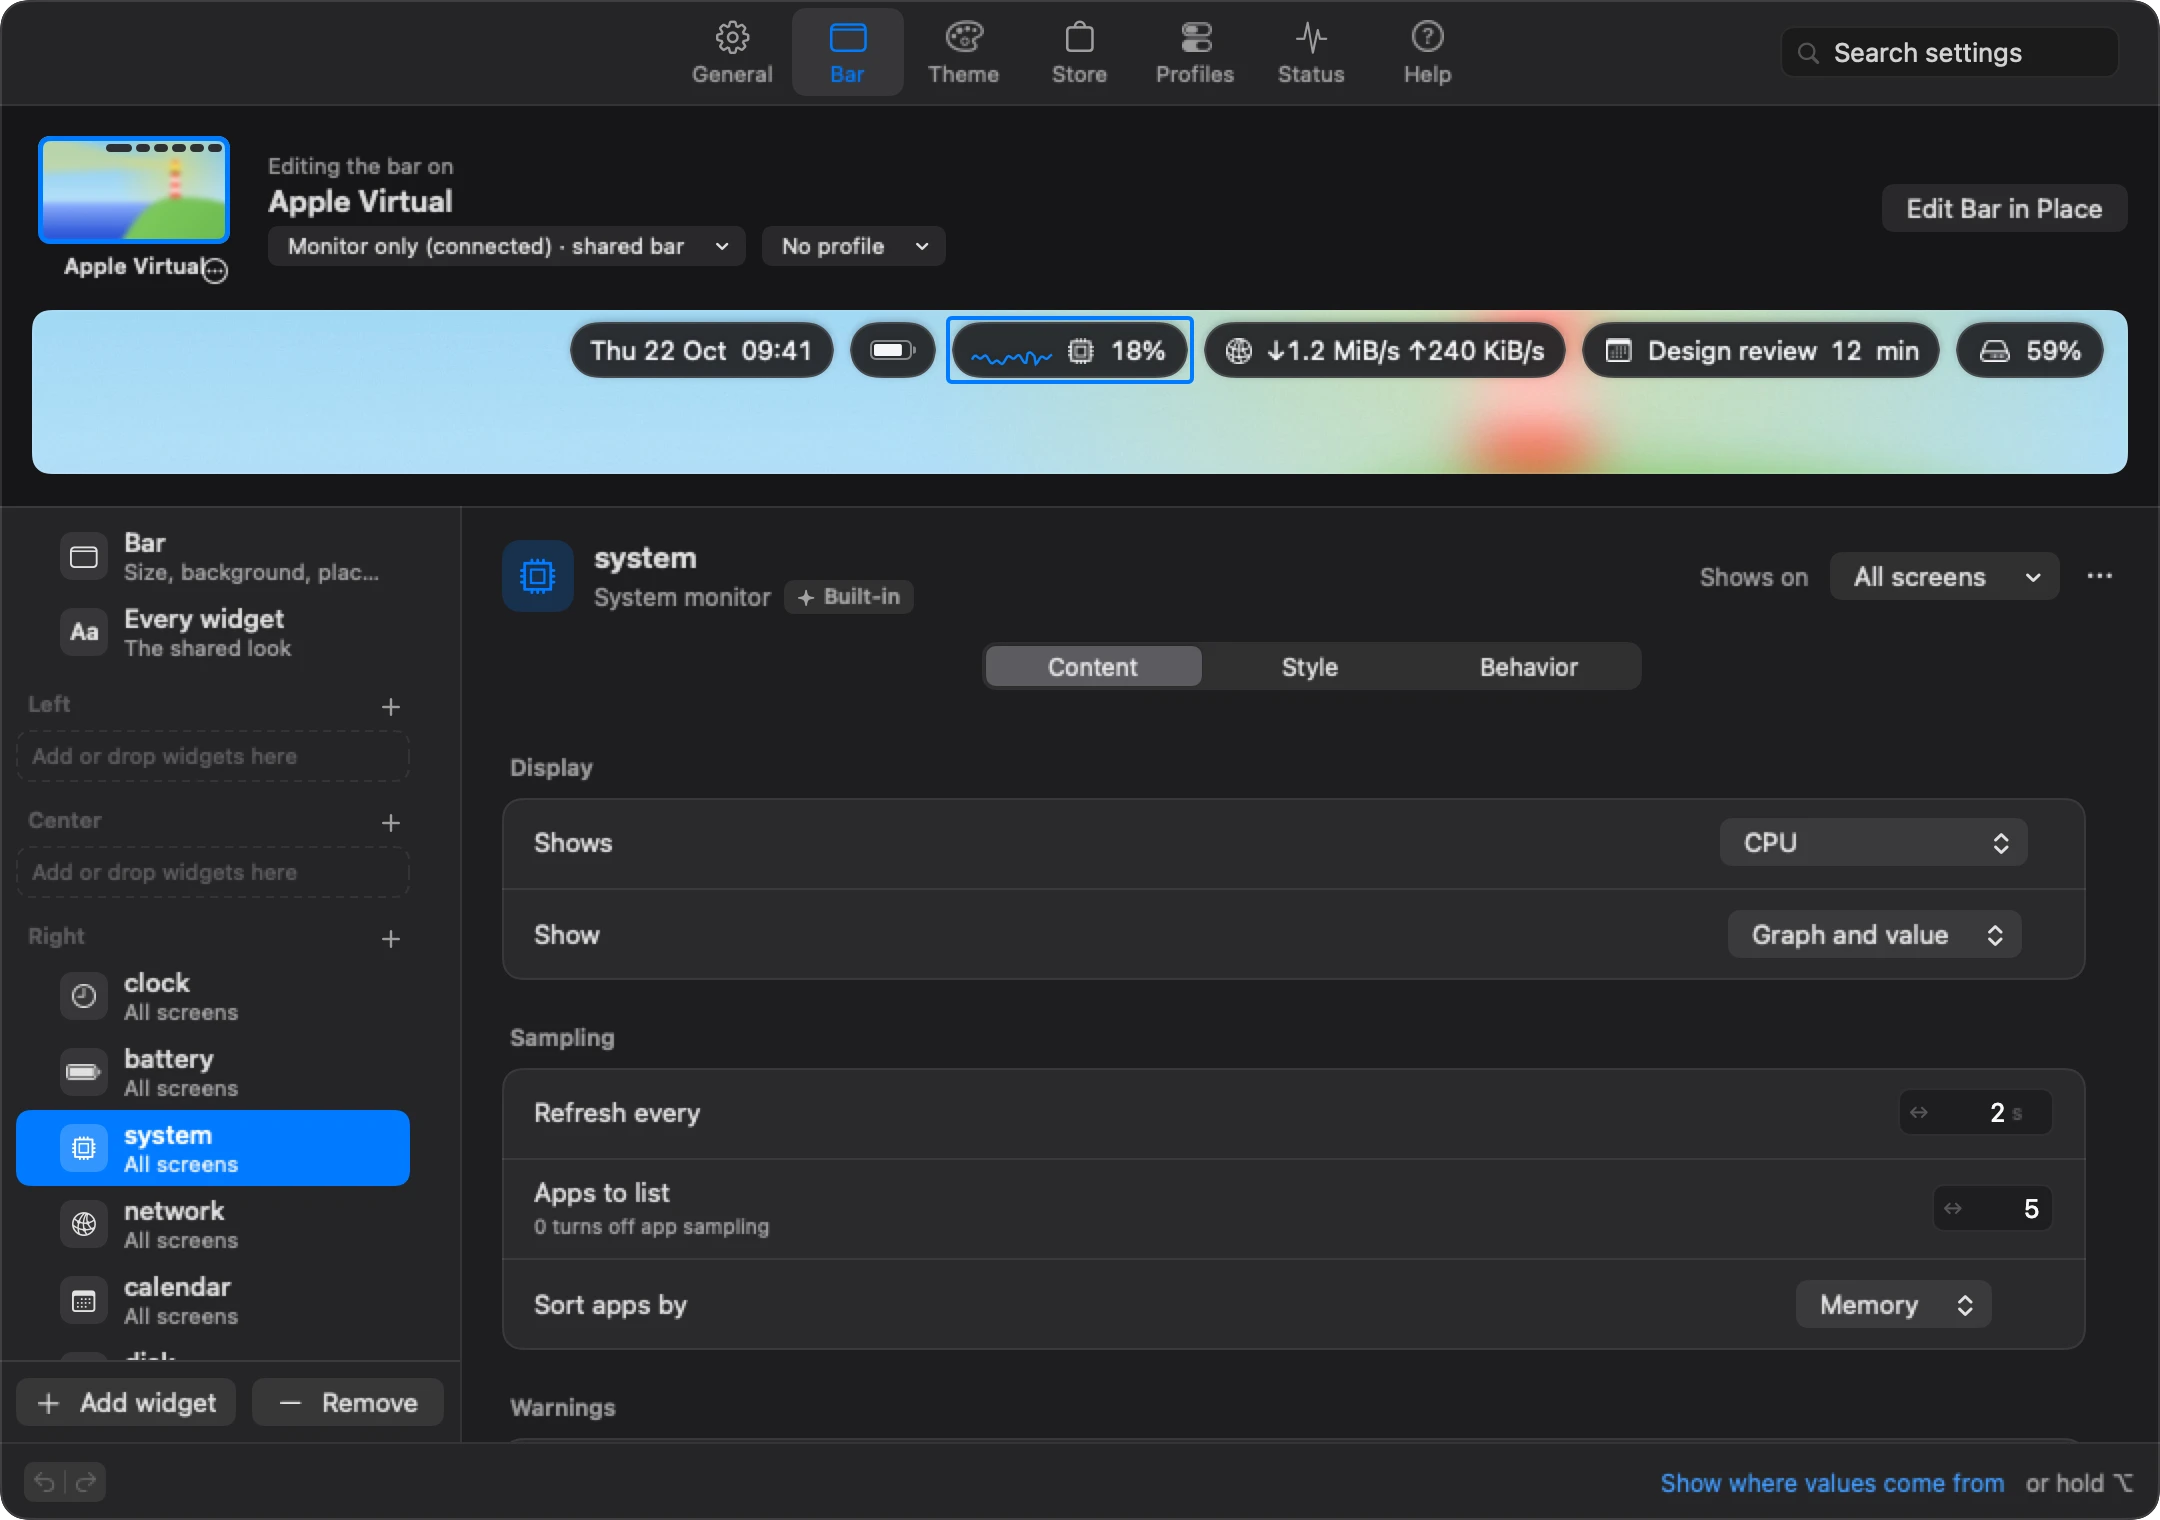 General
Bar
Theme
Store
Profiles
Status
Help
Search settings
Apple Virtual
Editing the bar on
Apple Virtual
Monitor only (connected) · shared bar
No profile
Edit Bar in Place
Thu 22 Oct 09:41
18%
↓1.2 MiB/s ↑240 KiB/s
Design review 12 min
59%
Bar
Size, background, plac...
Aa
Every widget
The shared look
Left
Add or drop widgets here
Center
Add or drop widgets here
Right
clock
All screens
battery
All screens
system
All screens
network
All screens
calendar
All screens
Add widget
Remove
system
System monitor
Built-in
Shows on
All screens
Content
Style
Behavior
Display
Shows
CPU
Show
Graph and value
Sampling
Refresh every
2 s
Apps to list
0 turns off app sampling
5
Sort apps by
Memory
Warnings
Show where values come from or hold ⌥